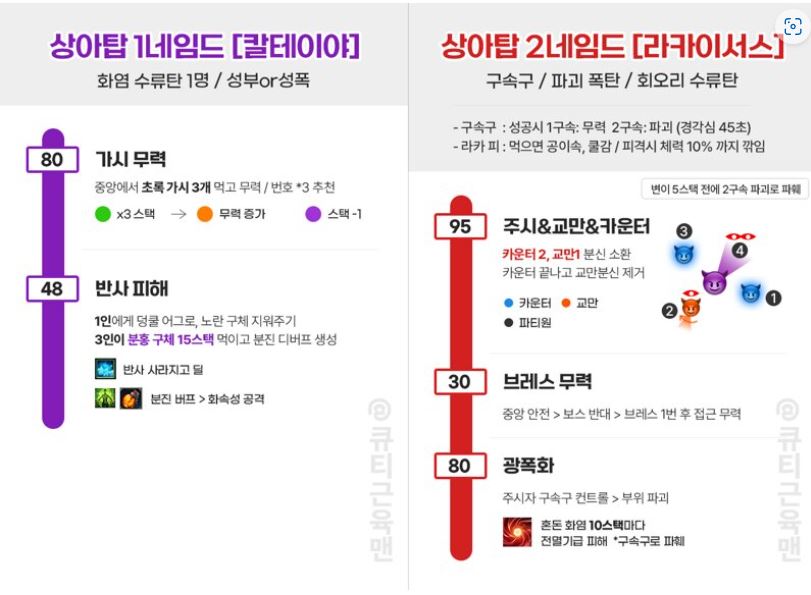 상아탑 1네임드 [칼테이야]
화염 수류탄 1명 / 성부or성폭
80
가시 무력
중앙에서 초록 가시 3개 먹고 무력 / 번호 *3 추천
x3 스택 → 무력 증가 스택 -1
48
반사 피해
1인에게 덩쿨 어그로, 노란 구체 지워주기
3인이 분홍 구체 15스택 먹이고 분진 디버프 생성
반사 사라지고 딜
분진 버프 > 화속성 공격
@큐티근육맨
상아탑 2네임드 [라카이서스]
구속구 / 파괴 폭탄 / 회오리 수류탄
- 구속구 : 성공시 1구속: 무력 2구속: 파괴 (경각심 45초)
- 라카 피 : 먹으면 공이속, 쿨감 / 피격시 체력 10% 까지 깎임
변이 5스택 전에 2구속 파괴로 파훼
95
주시&교만&카운터
카운터 2, 교만1 분신 소환
카운터 끝나고 교만분신 제거
카운터 교만
파티원
3
4
1
2
30
브레스 무력
중앙 안전 > 보스 반대 > 브레스 1번 후 접근 무력
80
광폭화
주시자 구속구 컨트롤 > 부위 파괴
혼돈 화염 10스택마다
전멸기급 피해 *구속구로 파훼
@큐티근육맨